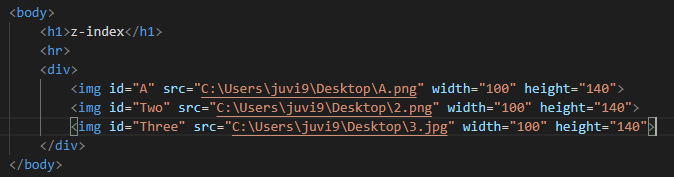 <body>
<h1>z-index</h1>
<hr>
<div>
<img id="A" src="C:\Users\juvi9\Desktop\A.png" width="100" height="140">
<img id="Two" src="C:\Users\juvi9\Desktop\2.png" width="100" height="140">
<img id="Three" src="C:\Users\juvi9\Desktop\3.jpg" width="100" height="140">
</div>
</body>